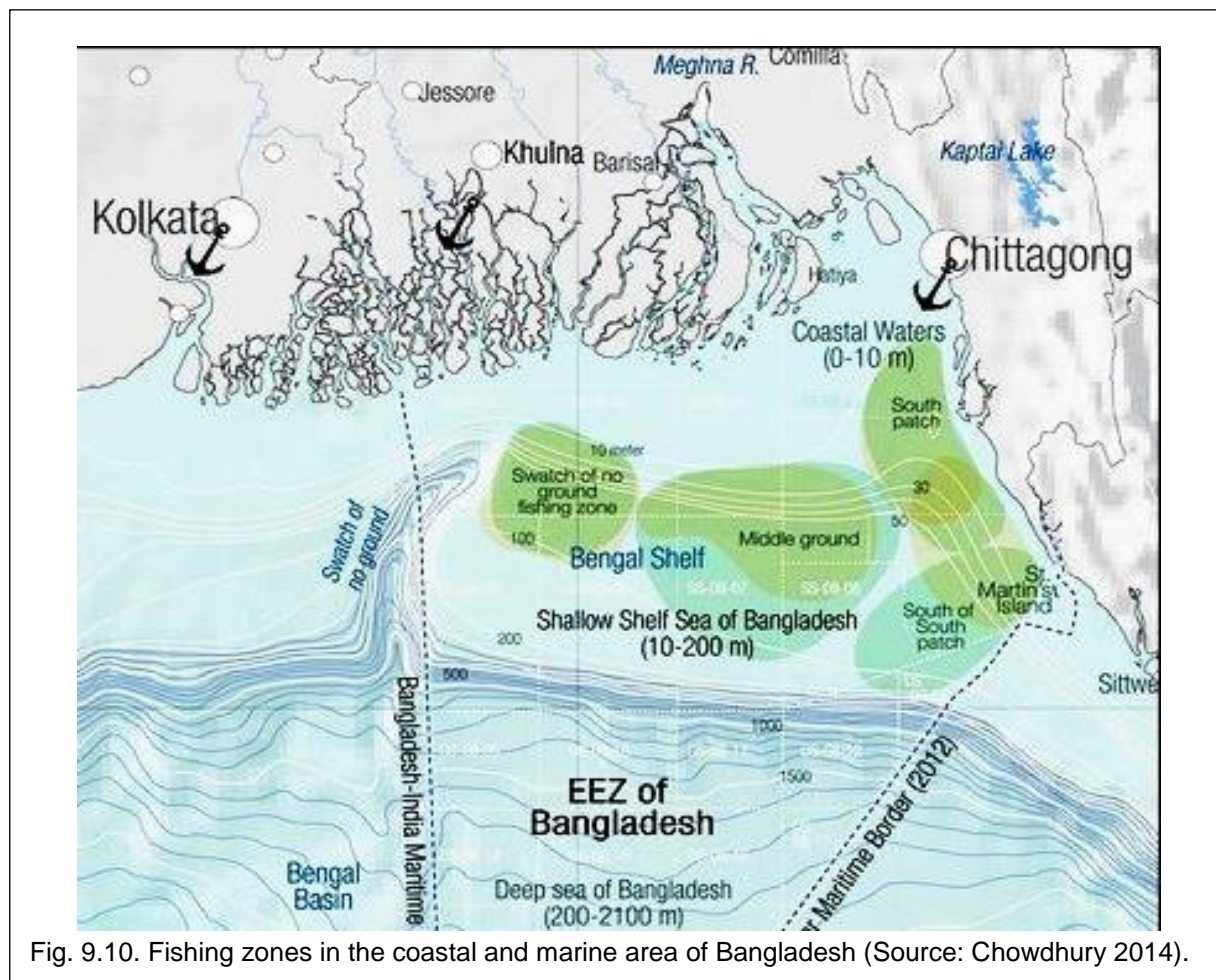 Meghna R.
Comilla
Jessore
Kaptai Lake
Khulna
Barisal
Kolkata
Chittagong
Hatiya
Coastal Waters
(0-10 m)
South
patch
10 meter
Swatch of no
ground
fishing zone
30
50
100
Middle ground
Swatch of
no ground
Bengal Shelf
St
Martin's
Island
Shallow Shelf Sea of Bangladesh
(10-200 m)
South of
South
patch
200
500
Sittwe
1000
1500
Bangladesh-India Maritime
EEZ of
Bangladesh
Maritime Border (2012)
Bengal
Basin
Deep sea of Bangladesh
(200-2100 m)
Fig. 9.10. Fishing zones in the coastal and marine area of Bangladesh (Source: Chowdhury 2014).